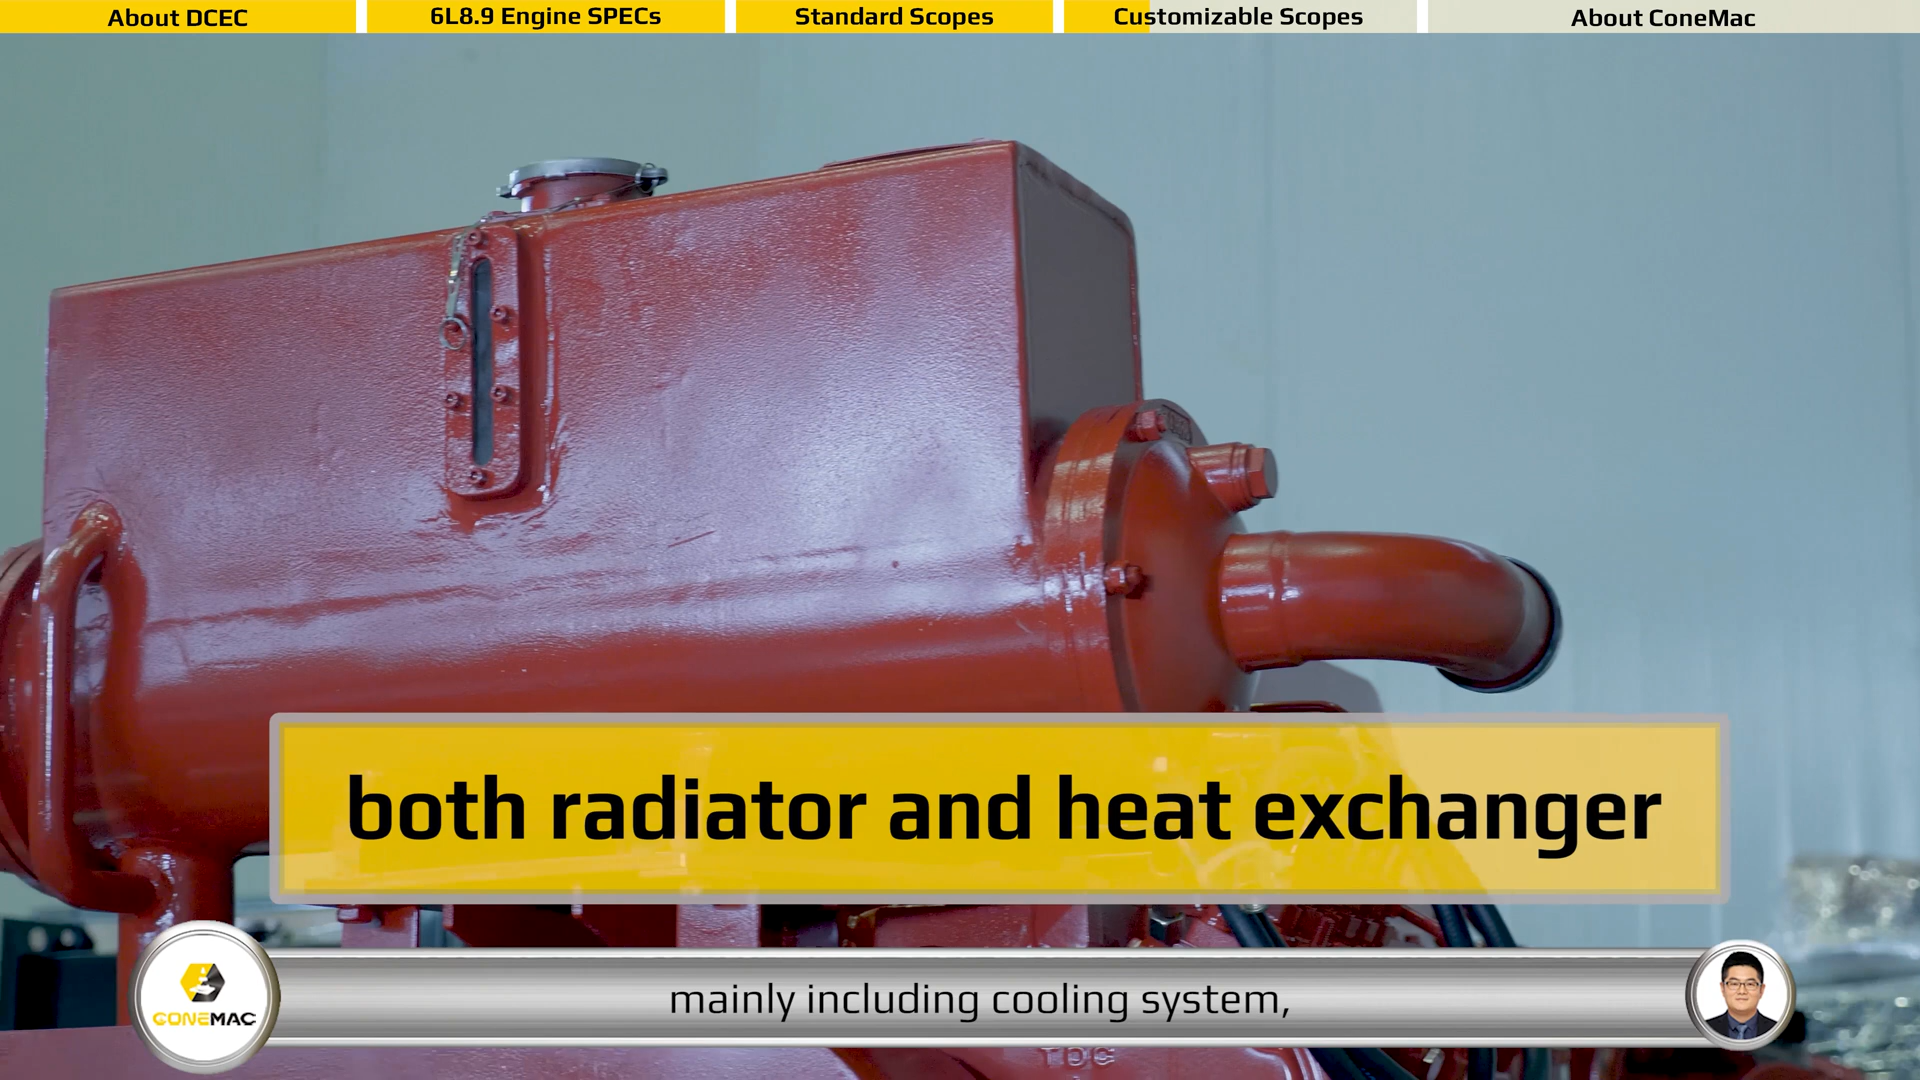 About DCEC
6L8.9 Engine SPECs
Standard Scopes
Customizable Scopes
About ConeMac
both radiator and heat exchanger
CONEMAC
mainly including cooling system,
TDC